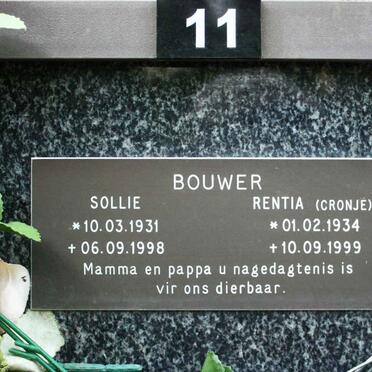 11
BOUWER
SOLLIE RENTIA (CRONJE)
*10.03.1931 *01.02.1934
+06.09.1998 +10.09.1999
Mamma en pappa u nagedagtenis is
vir ons dierbaar.